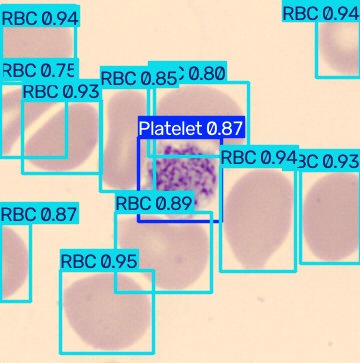 RBC 0.94
RBC 0.94
RBC 0.75
RBC 0.93
RBC 0.85
C 0.80
Platelet 0.87
RBC 0.94
BC 0.93
RBC 0.89
RBC 0.87
RBC 0.95